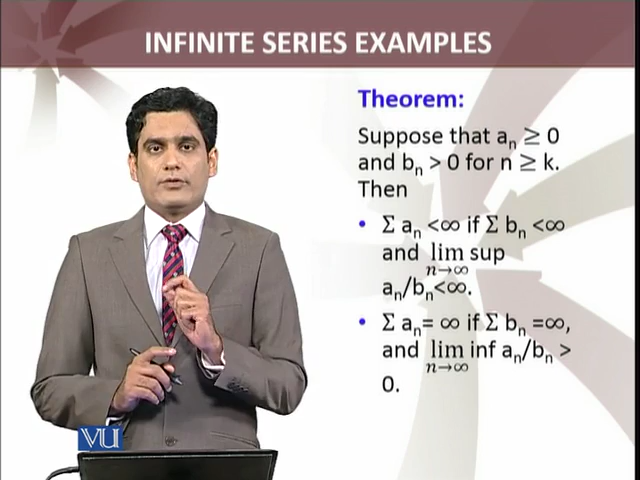 INFINITE SERIES EXAMPLES
Theorem:
Suppose that aₙ ≥ 0
and bₙ > 0 for n ≥ k.
Then
• Σ aₙ <∞ if Σ bₙ <∞
and lim sup
n→∞
aₙ/bₙ<∞.
• Σ aₙ= ∞ if Σ bₙ =∞,
and lim inf aₙ/bₙ >
n→∞
0.
VU